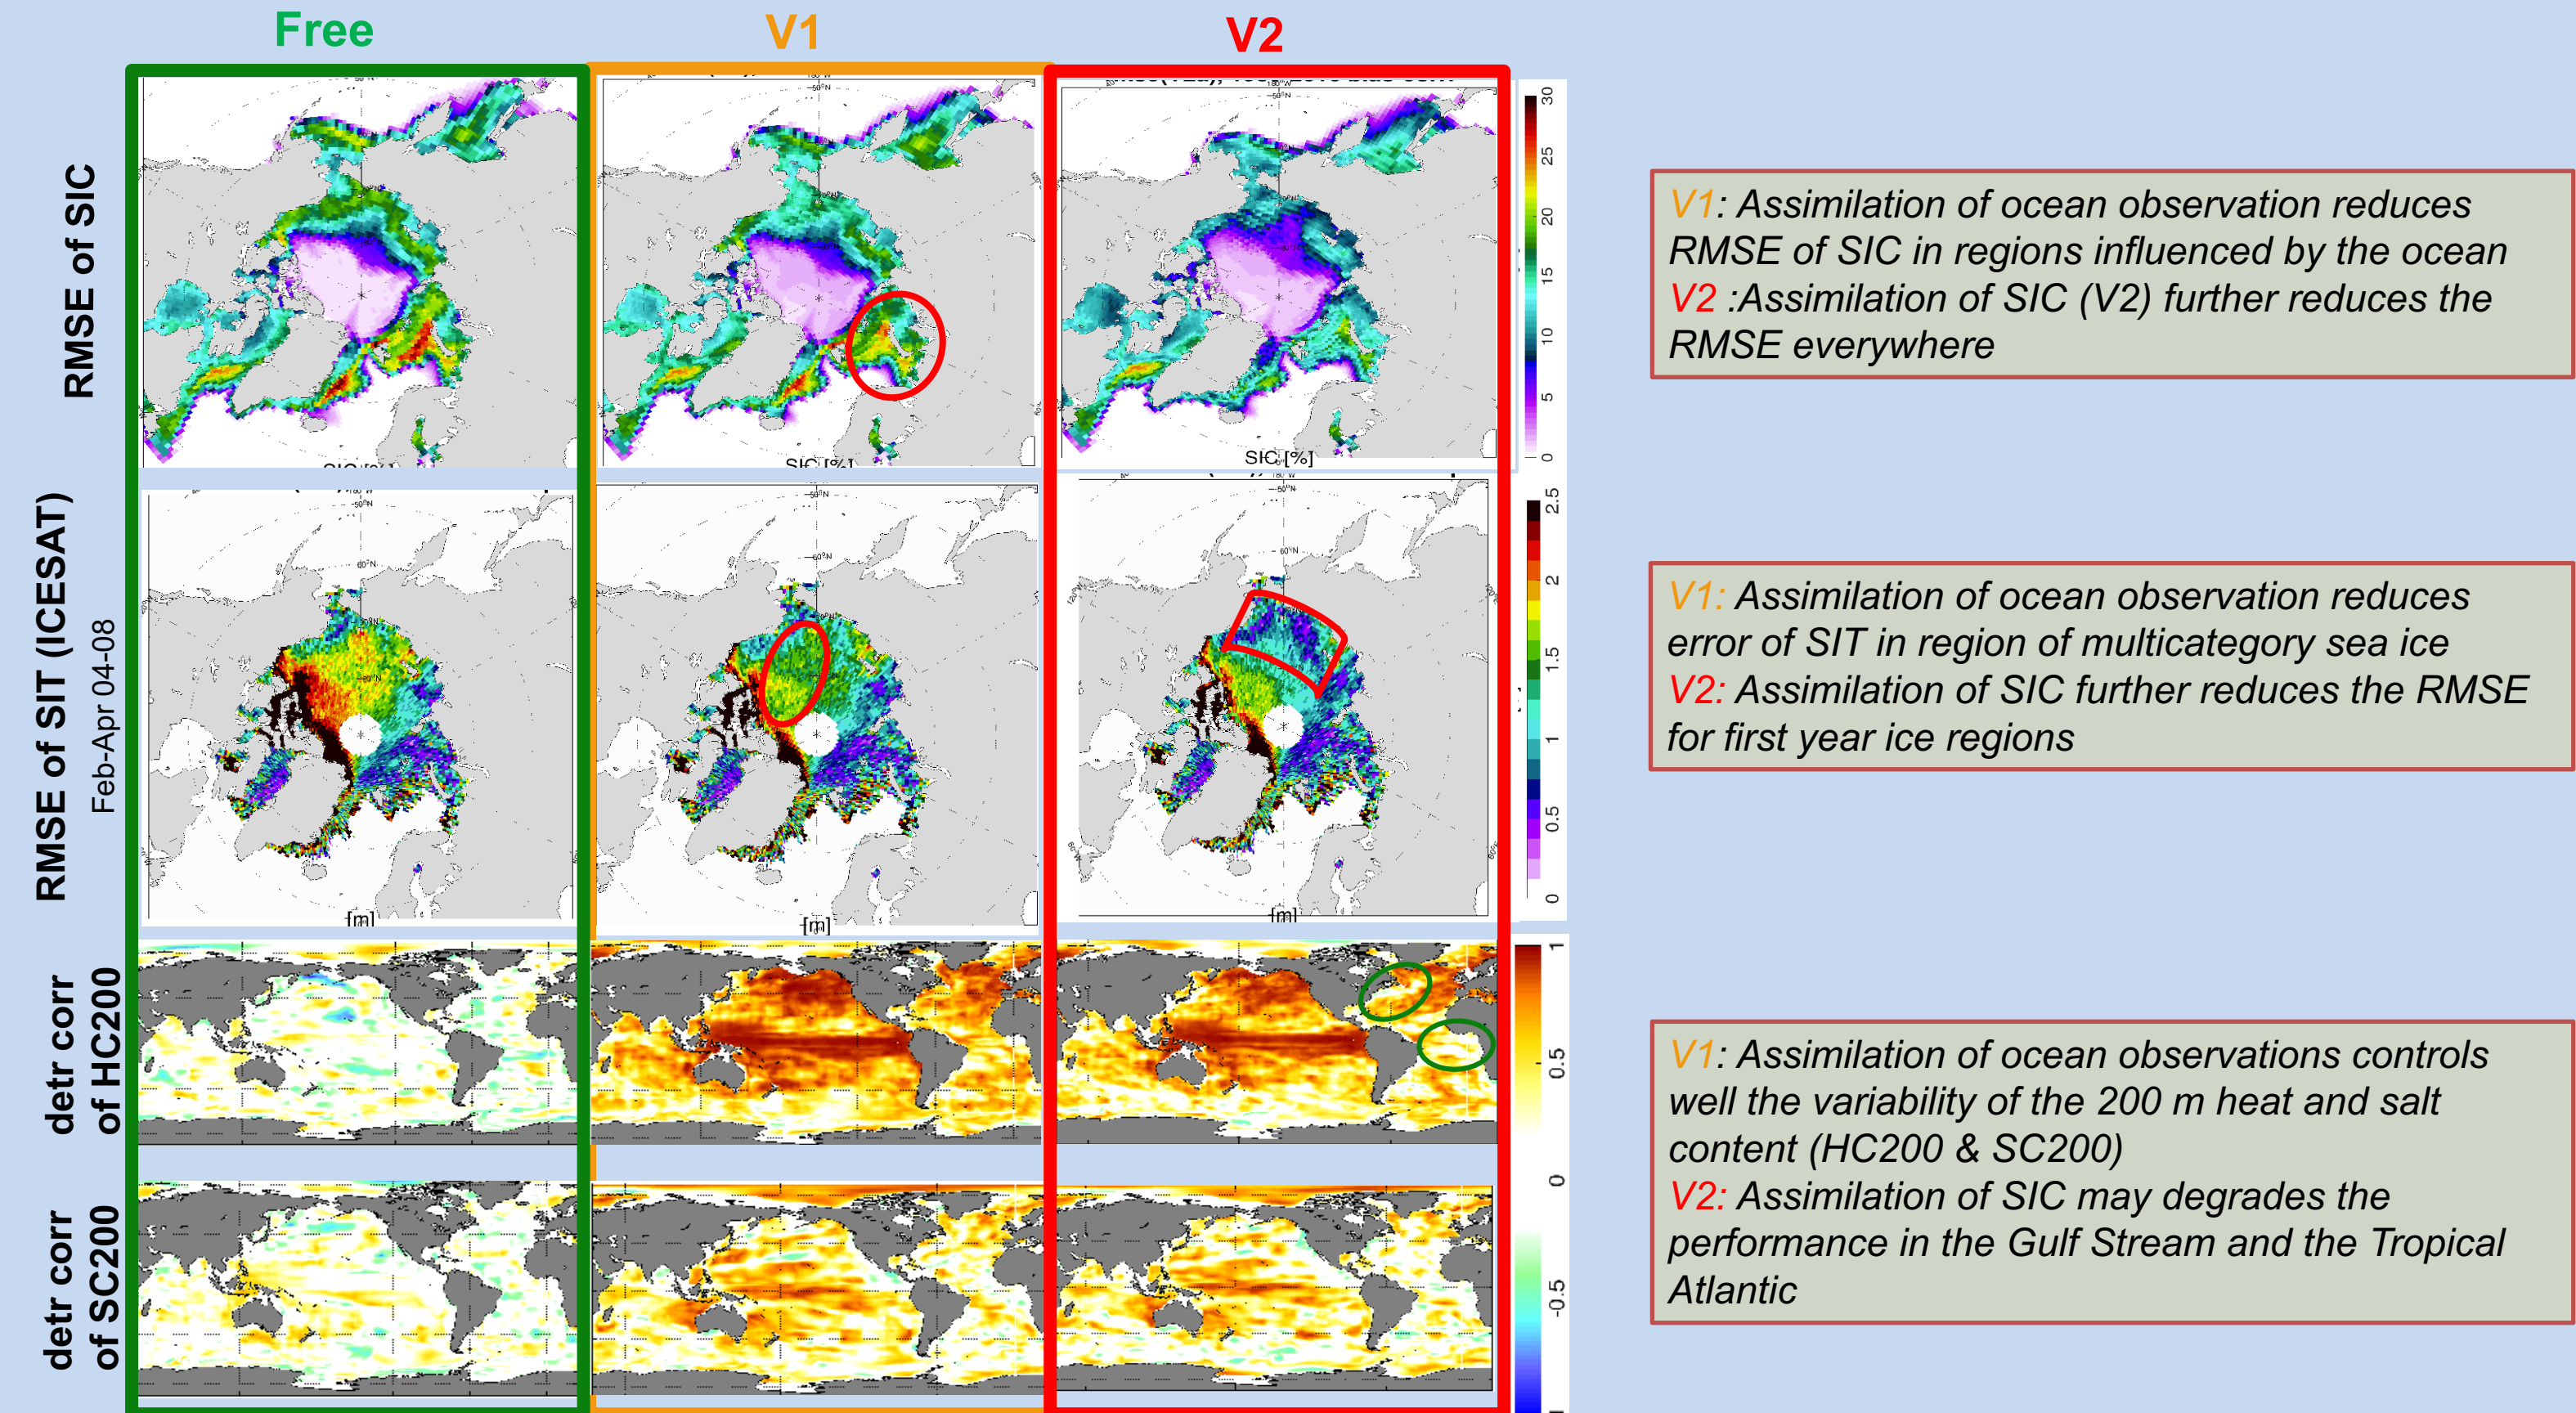 Free
V1
V2
RMSE of SIC
SIC [%]
30
25
20
15
10
5
0
V1: Assimilation of ocean observation reduces
RMSE of SIC in regions influenced by the ocean
V2 :Assimilation of SIC (V2) further reduces the
RMSE everywhere
RMSE of SIT (ICESAT)
Feb-Apr 04-08
50°N
60°N
[m]
50°N
60°N
[m]
50°N
60°N
[m]
2.5
2
1.5
1
0.5
0
V1: Assimilation of ocean observation reduces
error of SIT in region of multicategory sea ice
V2: Assimilation of SIC further reduces the RMSE
for first year ice regions
detr corr
of HC200
detr corr
of SC200
1
0.5
0
-0.5
V1: Assimilation of ocean observations controls
well the variability of the 200 m heat and salt
content (HC200 & SC200)
V2: Assimilation of SIC may degrades the
performance in the Gulf Stream and the Tropical
Atlantic